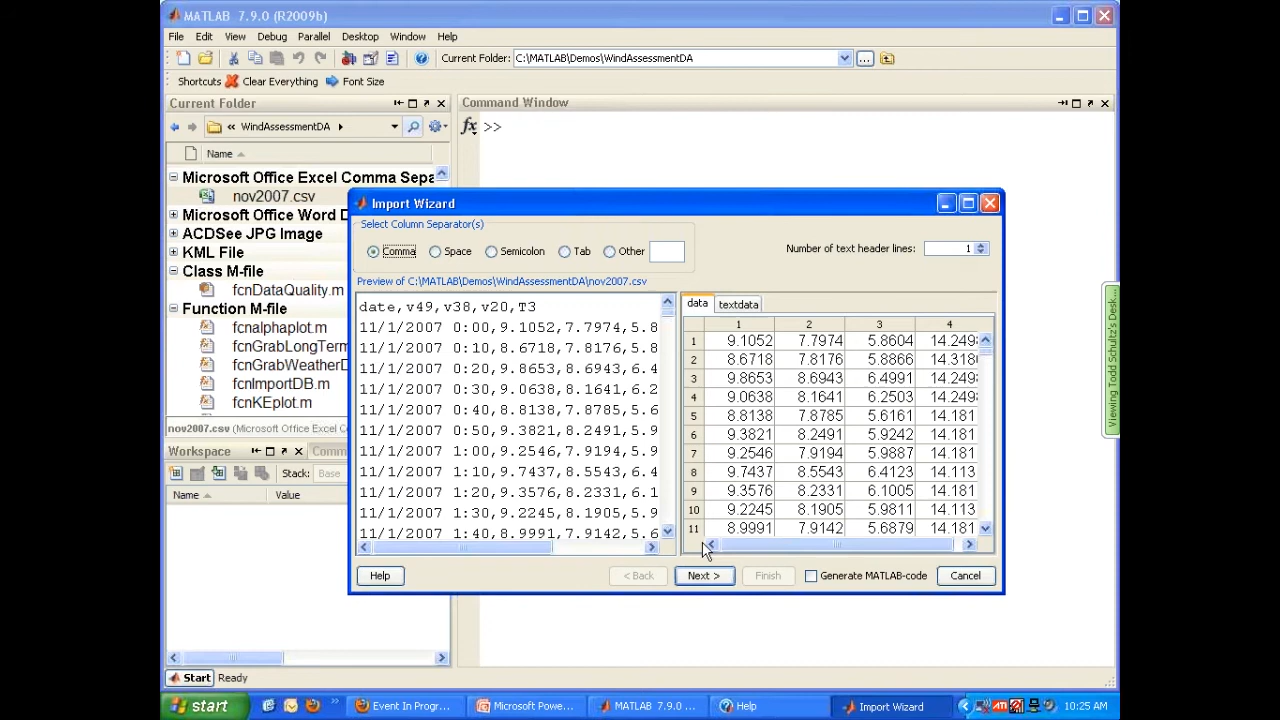 MATLAB 7.9.0 (R2009b)
File Edit View Debug Parallel Desktop Window Help
Current Folder: C:\MATLAB\Demos\WindAssessmentDA ...
Shortcuts Clear Everything Font Size
Current Folder
« WindAssessmentDA
Name
Microsoft Office Excel Comma Sepa
nov2007.csv
Microsoft Office Word D
ACDSee JPG Image
KML File
Class M-file
fcnDataQuality.m
Function M-file
fcnalphaplot.m
fcnGrabLongTerm
fcnGrabWeatherD
fcnImportDB.m
fcnKEplot.m
nov2007.csv (Microsoft Office Excel Co
Workspace Comm
Stack: Base
Name Value
Start Ready
Command Window
fx >>
Import Wizard
Select Column Separator(s)
Comma Space Semicolon Tab Other
Number of text header lines: 1
Preview of C:\MATLAB\Demos\WindAssessmentDA\nov2007.csv
date,v49,v38,v20,T3
11/1/2007 0:00,9.1052,7.7974,5.8
11/1/2007 0:10,8.6718,7.8176,5.8
11/1/2007 0:20,9.8653,8.6943,6.4
11/1/2007 0:30,9.0638,8.1641,6.2
11/1/2007 0:40,8.8138,7.8785,5.6
11/1/2007 0:50,9.3821,8.2491,5.9
11/1/2007 1:00,9.2546,7.9194,5.9
11/1/2007 1:10,9.7437,8.5543,6.4
11/1/2007 1:20,9.3576,8.2331,6.1
11/1/2007 1:30,9.2245,8.1905,5.9
11/1/2007 1:40,8.9991,7.9142,5.6
data textdata
1 2 3 4
1 9.1052 7.7974 5.8604 14.249
2 8.6718 7.8176 5.8866 14.318
3 9.8653 8.6943 6.4991 14.249
4 9.0638 8.1641 6.2503 14.249
5 8.8138 7.8785 5.6161 14.181
6 9.3821 8.2491 5.9242 14.181
7 9.2546 7.9194 5.9887 14.181
8 9.7437 8.5543 6.4123 14.113
9 9.3576 8.2331 6.1005 14.181
10 9.2245 8.1905 5.9811 14.113
11 8.9991 7.9142 5.6879 14.181
Help < Back Next > Finish Generate MATLAB-code Cancel
Viewing Todd Schultz's Desk...
start Event In Progr... Microsoft Powe... MATLAB 7.9.0 ... Help Import Wizard 10:25 AM